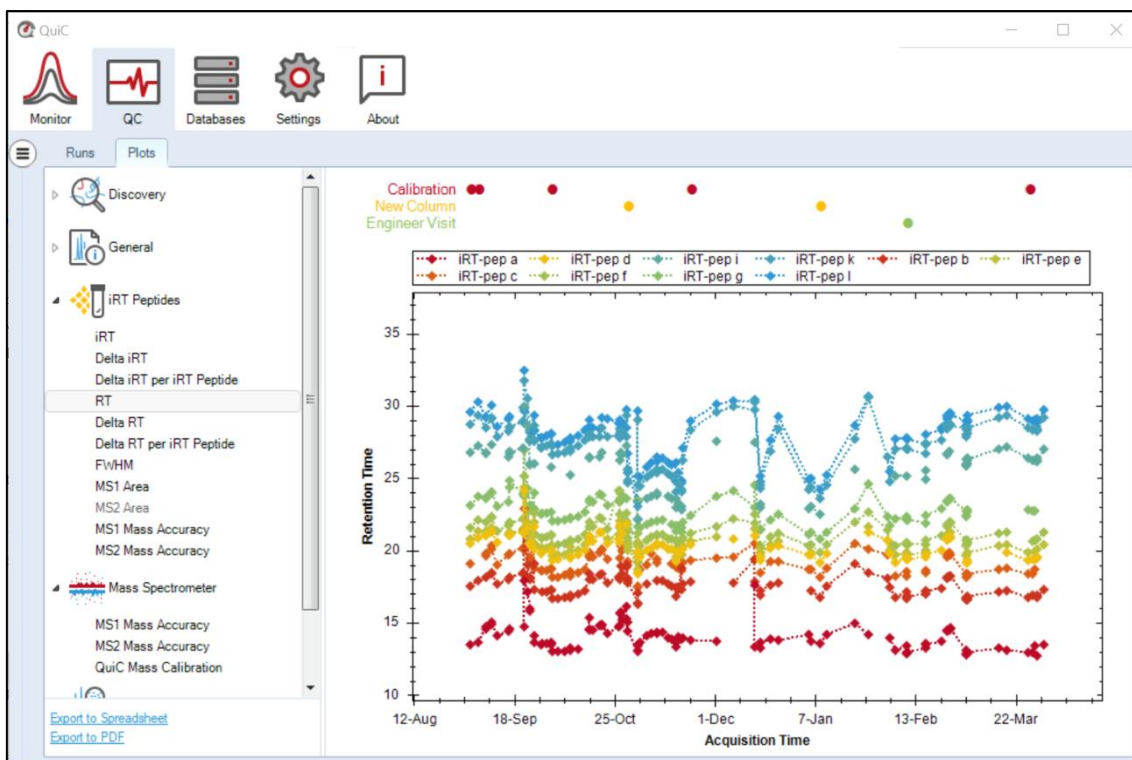 QuiC
Monitor QC Databases Settings About
Runs Plots
Discovery
General
iRT Peptides
iRT
Delta iRT
Delta iRT per iRT Peptide
RT
Delta RT
Delta RT per iRT Peptide
FWHM
MS1 Area
MS2 Area
MS1 Mass Accuracy
MS2 Mass Accuracy
Mass Spectrometer
MS1 Mass Accuracy
MS2 Mass Accuracy
QuiC Mass Calibration
Export to Spreadsheet
Export to PDF
Calibration
New Column
Engineer Visit
iRT-pep a iRT-pep d iRT-pep i iRT-pep k iRT-pep b iRT-pep e
iRT-pep c iRT-pep f iRT-pep g iRT-pep l
Retention Time
35
30
25
20
15
10
12-Aug 18-Sep 25-Oct 1-Dec 7-Jan 13-Feb 22-Mar
Acquisition Time